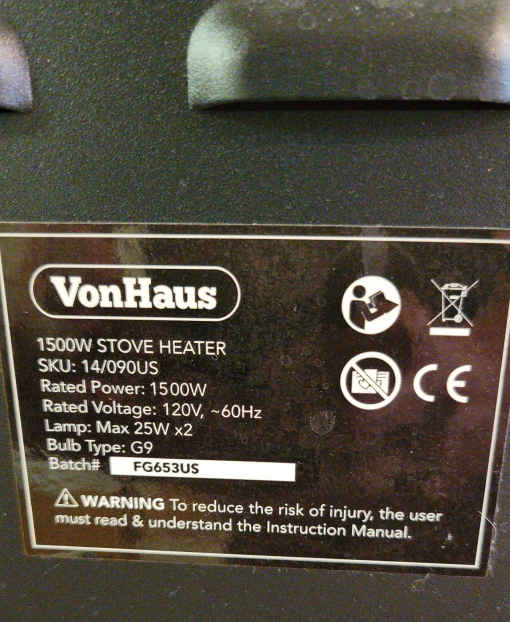 VonHaus
1500W STOVE HEATER
SKU: 14/090US
Rated Power: 1500W
Rated Voltage: 120V, ~60Hz
Lamp: Max 25W x2
Bulb Type: G9
Batch# FG653US
CE
WARNING To reduce the risk of injury, the user
must read & understand the Instruction Manual.